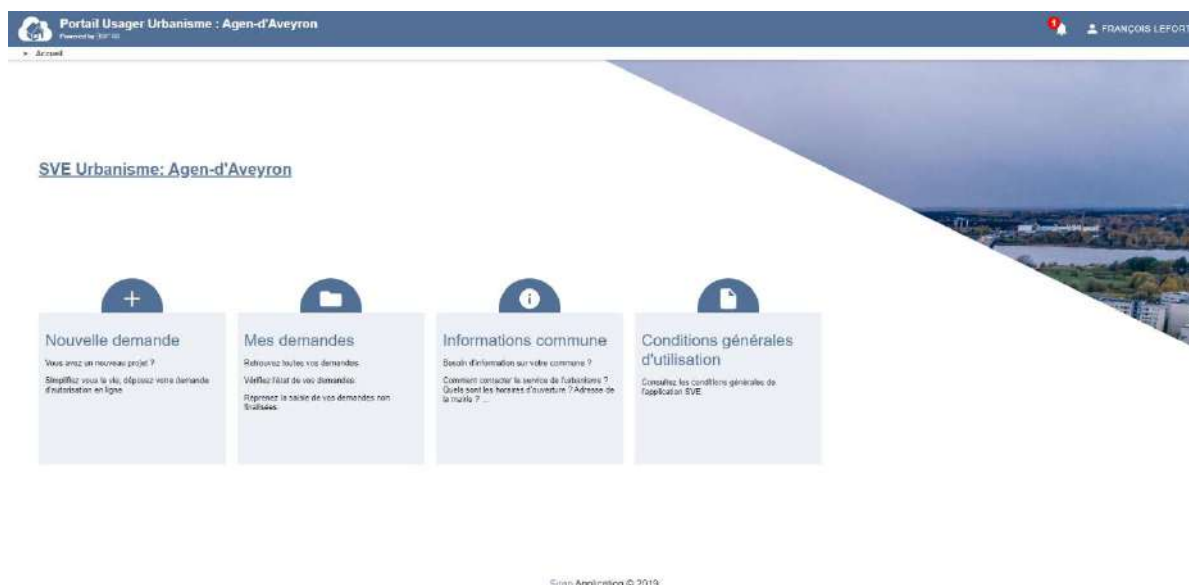 Portail Usager Urbanisme : Agen-d'Aveyron
Powered by
1
FRANÇOIS LEFORT
> Accueil
SVE Urbanisme: Agen-d'Aveyron
Nouvelle demande
Vous avez un nouveau projet ?
Simplifiez vous la vie, déposez votre demande
d'autorisation en ligne
Mes demandes
Retrouvez toutes vos demandes.
Vérifiez l'état de vos demandes.
Reprenez la saisie de vos demandes non
finalisées.
Informations commune
Besoin d'information sur votre commune ?
Comment contacter le service de l'urbanisme ?
Quels sont les horaires d'ouverture ? Adresse de
la mairie ? ...
Conditions générales
d'utilisation
Consultez les conditions générales de
l'application SVE.
Application © 2019